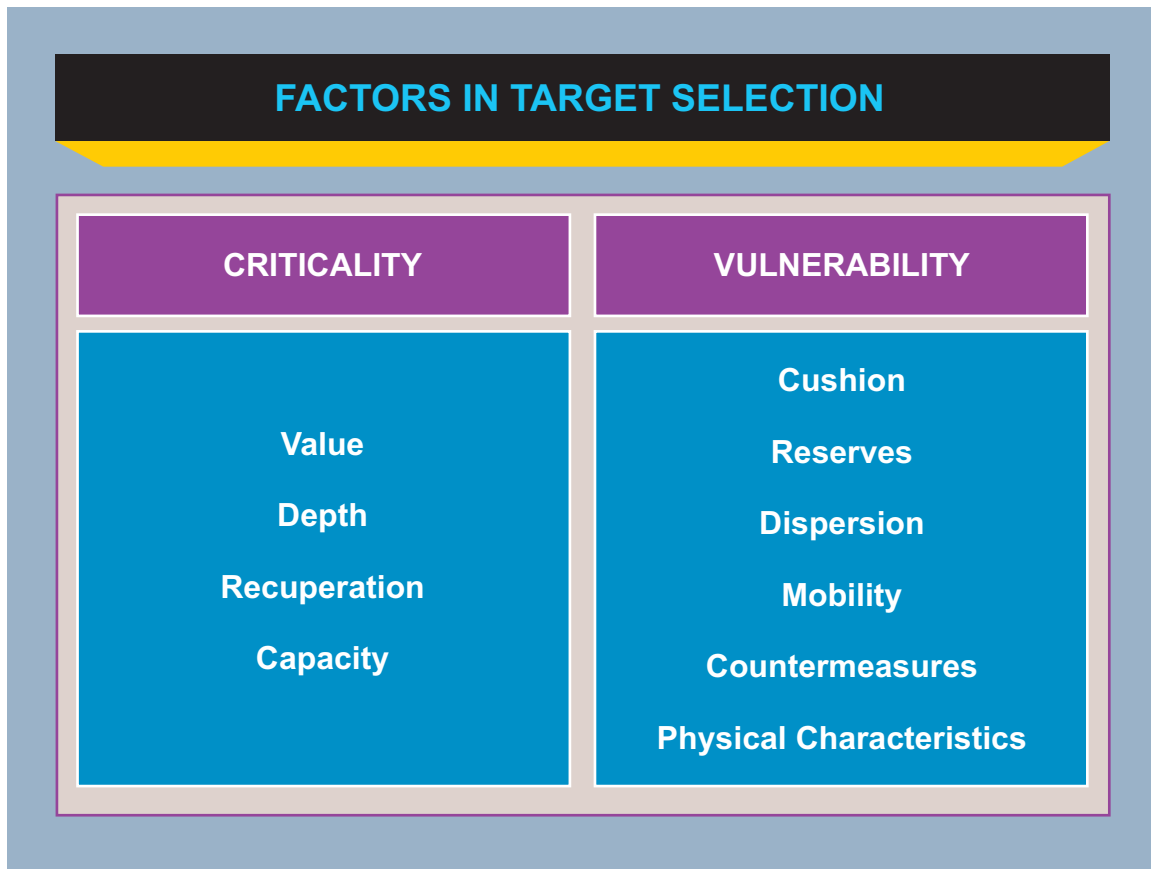 FACTORS IN TARGET SELECTION
CRITICALITY
Value
Depth
Recuperation
Capacity
VULNERABILITY
Cushion
Reserves
Dispersion
Mobility
Countermeasures
Physical Characteristics